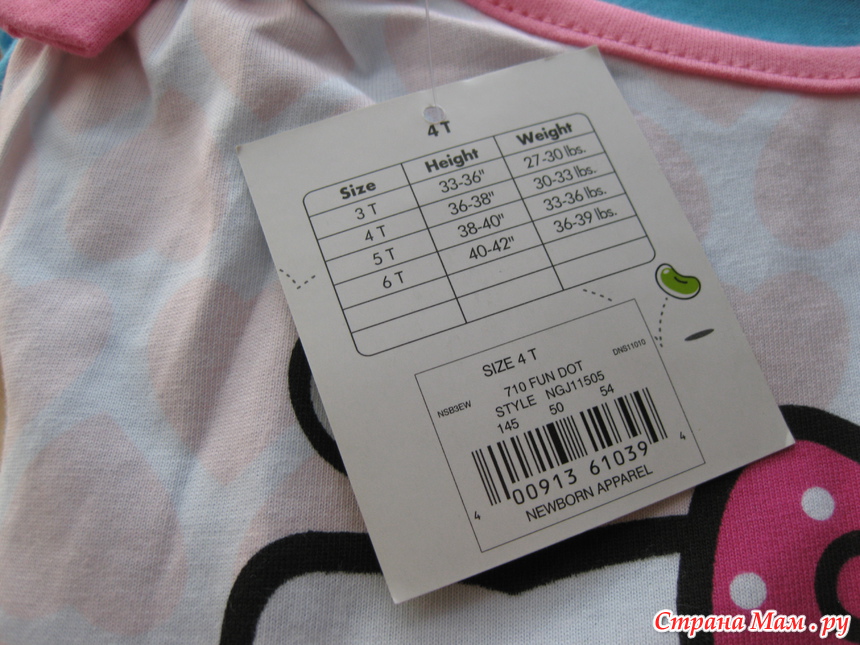 4 T
Size Height Weight
3 T 33-36" 27-30 lbs.
4 T 36-38" 30-33 lbs.
5 T 38-40" 33-36 lbs.
6 T 40-42" 36-39 lbs.
SIZE 4 T
NSB3EW 710 FUN DOT DNS11010
STYLE NGJ11505
145 50 54
4 00913 61039 4
NEWBORN APPAREL
Страна Мам.ру